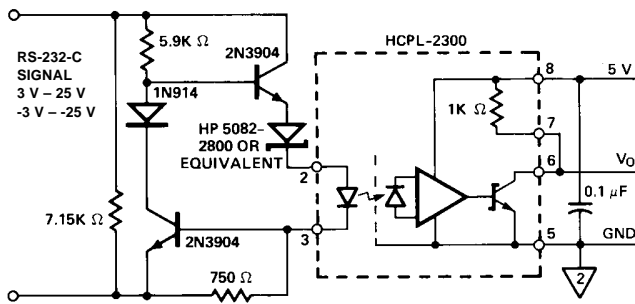 HCPL-2300
RS-232-C
SIGNAL
3 V – 25 V
-3 V – -25 V
5.9K Ω
2N3904
1N914
HP 5082-
2800 OR
EQUIVALENT
2
3
7.15K Ω
2N3904
750 Ω
8
5 V
1K Ω
7
6
VO
0.1 µF
5
GND
2